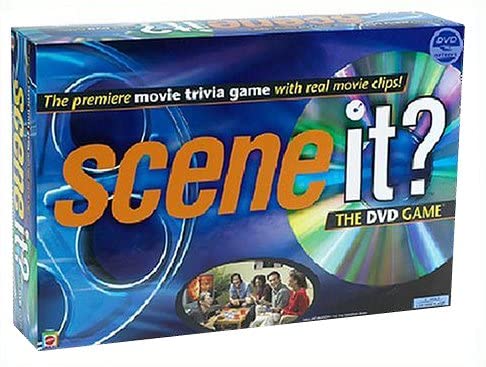 The premiere movie trivia game with real movie clips!
scene it?
THE DVD GAME
DVD
scene it?